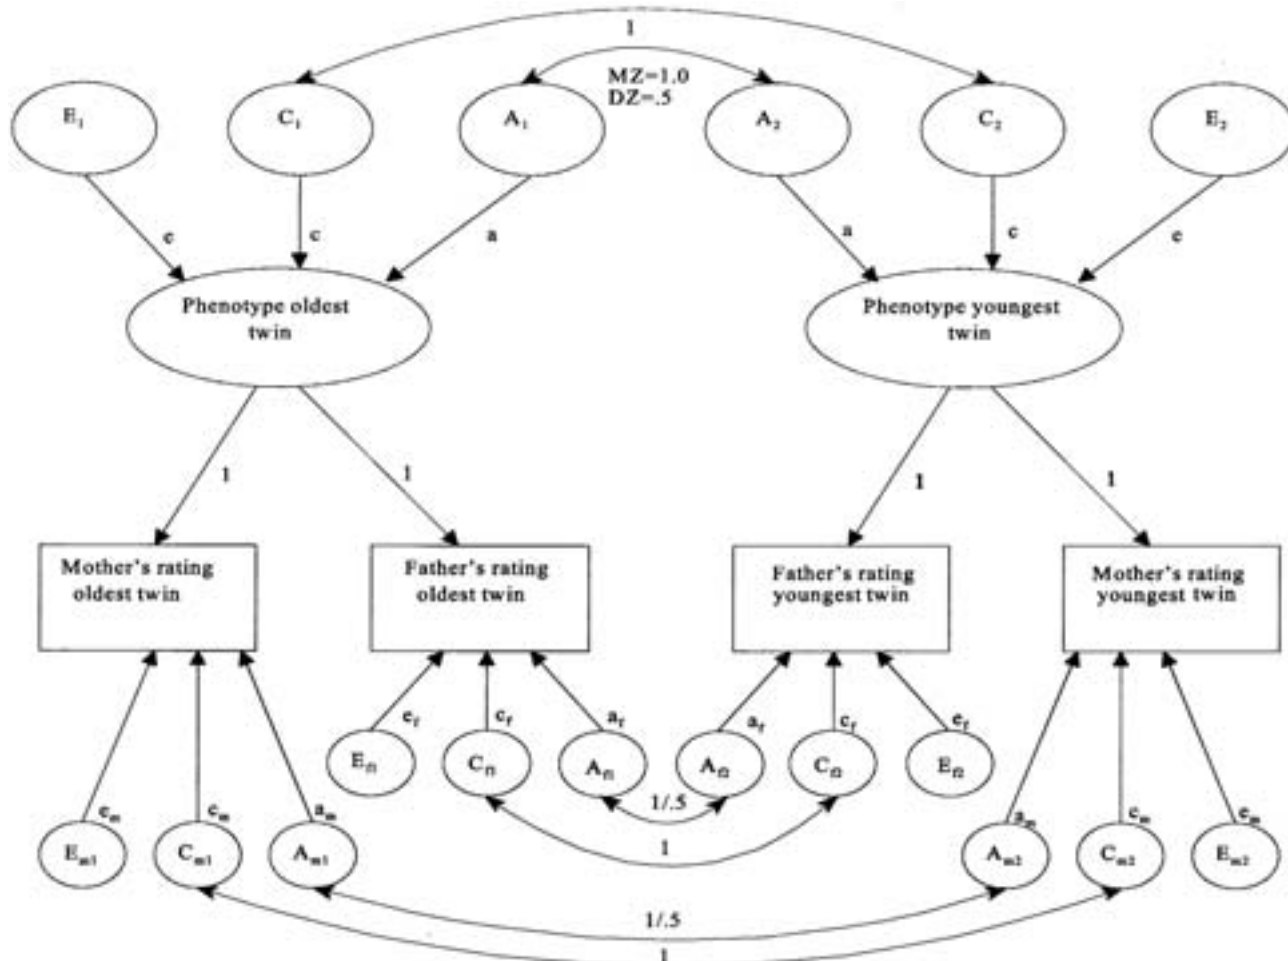 1
MZ=1.0
DZ=.5
E1 C1 A1 A2 C2 E2
e c a a c e
Phenotype oldest
twin
Phenotype youngest
twin
1 1 1 1
Mother's rating
oldest twin
Father's rating
oldest twin
Father's rating
youngest twin
Mother's rating
youngest twin
ef cf af af cf ef
Ef1 Cf1 Af1 Af2 Cf2 Ef2
1/.5
1
em cm am am cm em
Em1 Cm1 Am1 Am2 Cm2 Em2
1/.5
1